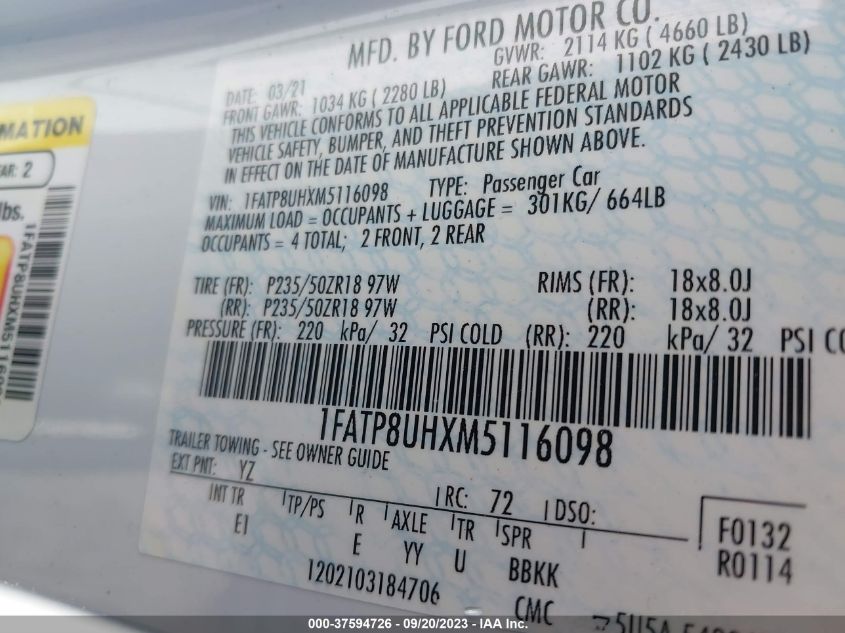 MFD. BY FORD MOTOR CO.
DATE: 03/21 GVWR: 2114 KG ( 4660 LB)
FRONT GAWR: 1034 KG ( 2280 LB) REAR GAWR: 1102 KG ( 2430 LB)
THIS VEHICLE CONFORMS TO ALL APPLICABLE FEDERAL MOTOR
VEHICLE SAFETY, BUMPER, AND THEFT PREVENTION STANDARDS
IN EFFECT ON THE DATE OF MANUFACTURE SHOWN ABOVE.
VIN: 1FATP8UHXM5116098 TYPE: Passenger Car
MAXIMUM LOAD = OCCUPANTS + LUGGAGE = 301KG/ 664LB
OCCUPANTS = 4 TOTAL; 2 FRONT, 2 REAR
TIRE (FR): P235/50ZR18 97W RIMS (FR): 18x8.0J
(RR): P235/50ZR18 97W (RR): 18x8.0J
PRESSURE (FR): 220 kPa/ 32 PSI COLD (RR): 220 kPa/ 32 PSI CO
1FATP8UHXM5116098
TRAILER TOWING - SEE OWNER GUIDE
EXT PNT: YZ RC: 72 DSO:
INT TR TP/PS R AXLE TR SPR F0132
EI E YY U BBKK R0114
1202103184706 CMC
MATION
AR: 2
lbs.
1FATP8UHXM51160
000-37594726 - 09/20/2023 - IAA Inc.